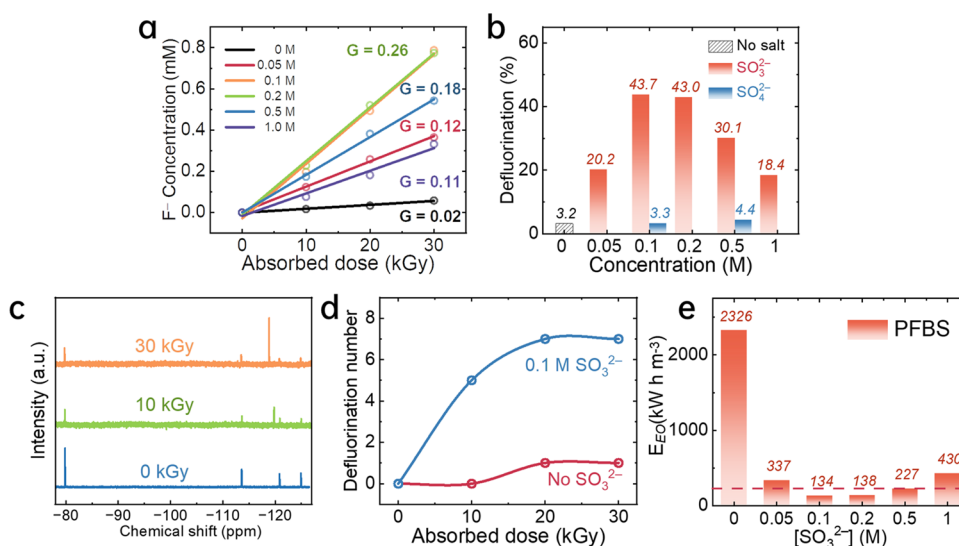 a
F⁻ Concentration (mM)
0.8
0.6
0.4
0.2
0.0
0 M
0.05 M
0.1 M
0.2 M
0.5 M
1.0 M
G = 0.26
G = 0.18
G = 0.12
G = 0.11
G = 0.02
0 10 20 30
Absorbed dose (kGy)
b
Defluorination (%)
60
40
20
0
No salt
SO₃²⁻
SO₄²⁻
3.2
20.2
43.7
3.3
43.0
30.1
4.4
18.4
0 0.05 0.1 0.2 0.5 1
Concentration (M)
c
Intensity (a.u.)
30 kGy
10 kGy
0 kGy
−80 −90 −100 −110 −120
Chemical shift (ppm)
d
Defluorination number
8
6
4
2
0
0.1 M SO₃²⁻
No SO₃²⁻
0 10 20 30
Absorbed dose (kGy)
e
E_EO(kW h m⁻³)
2000
1000
0
PFBS
2326
337
134
138
227
430
0 0.05 0.1 0.2 0.5 1
[SO₃²⁻] (M)